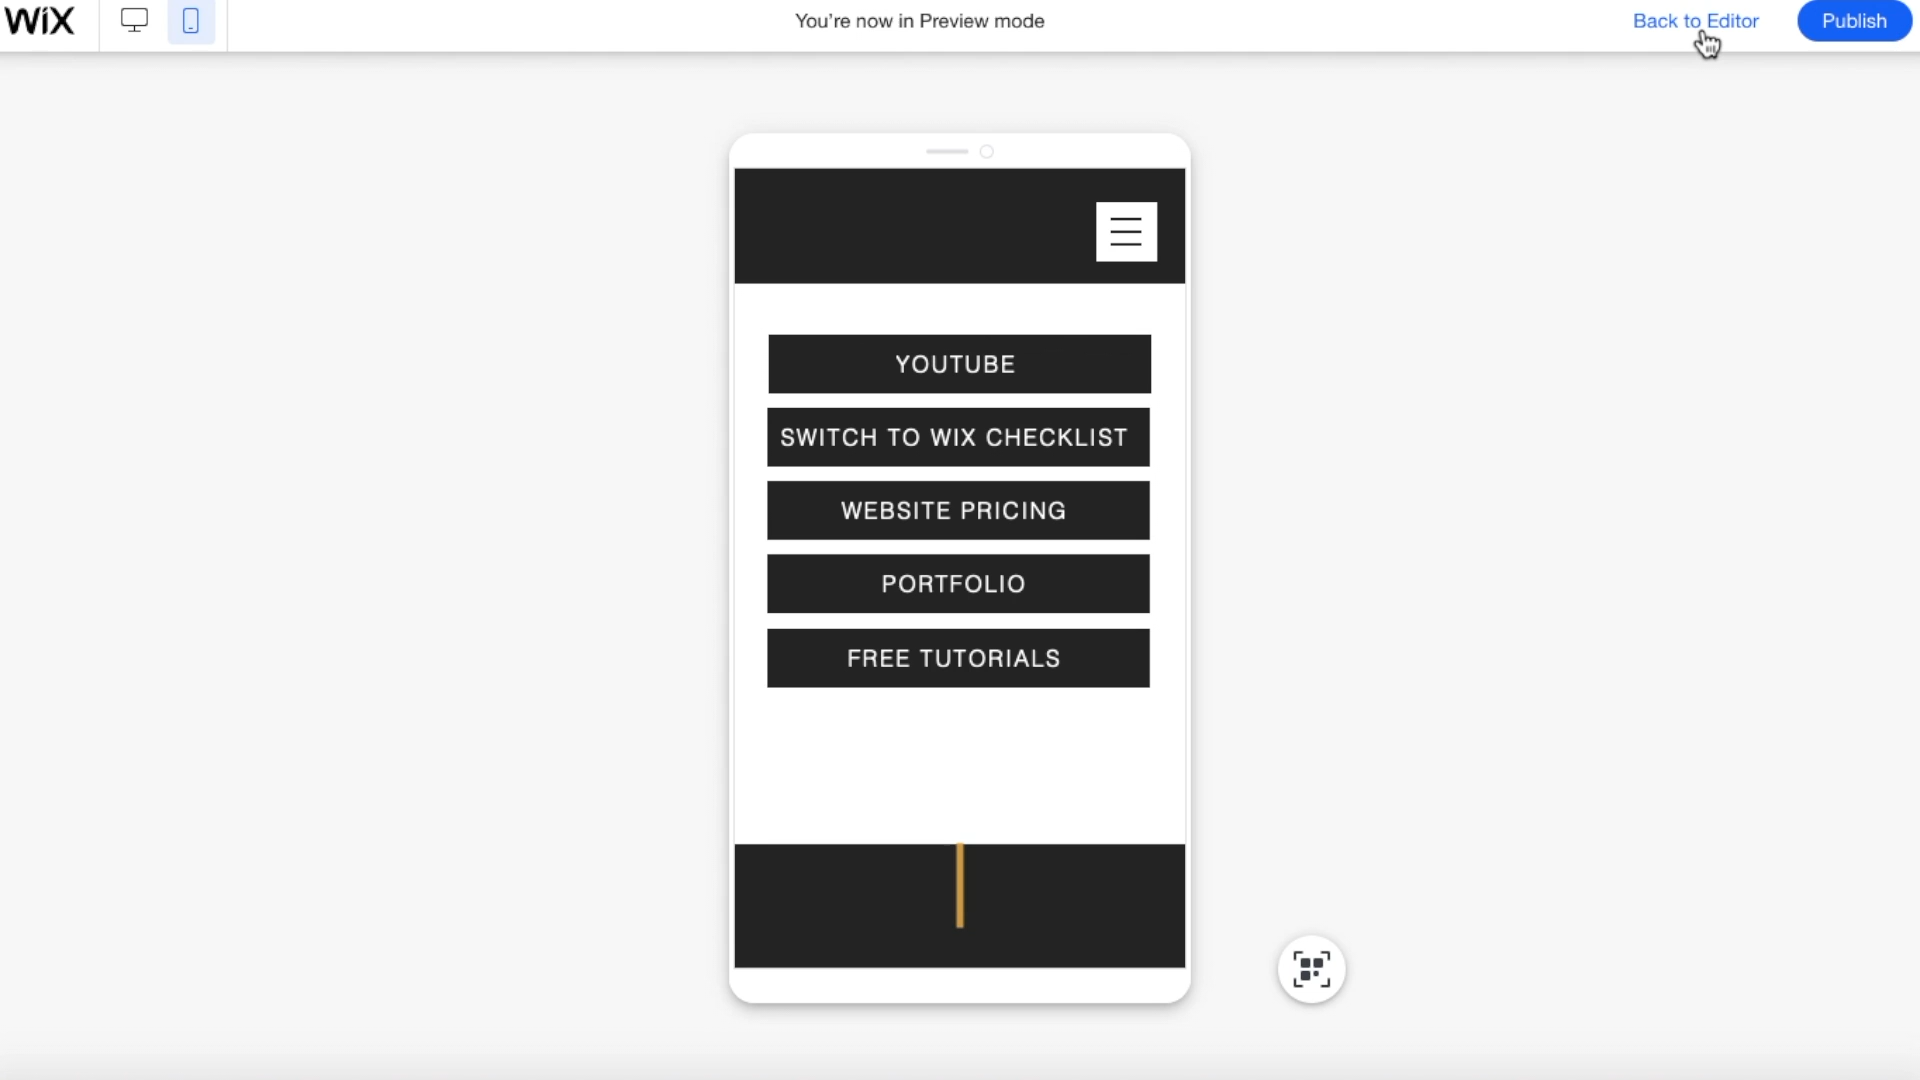 WiX
You're now in Preview mode
Back to Editor
Publish
YOUTUBE
SWITCH TO WIX CHECKLIST
WEBSITE PRICING
PORTFOLIO
FREE TUTORIALS